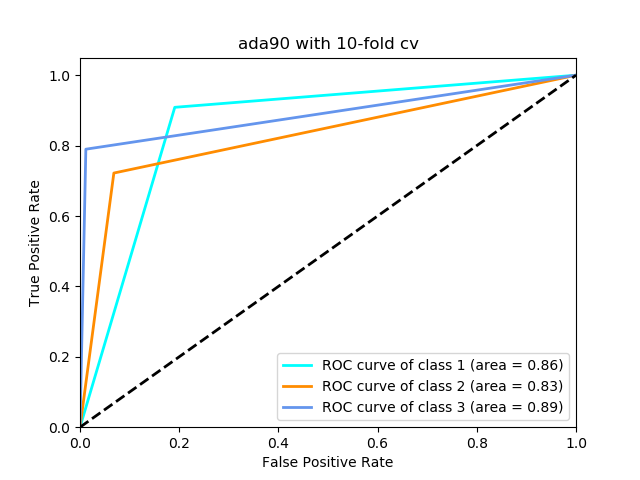 ada90 with 10-fold cv
True Positive Rate
1.0
0.8
0.6
0.4
0.2
0.0
ROC curve of class 1 (area = 0.86)
ROC curve of class 2 (area = 0.83)
ROC curve of class 3 (area = 0.89)
0.0 0.2 0.4 0.6 0.8 1.0
False Positive Rate